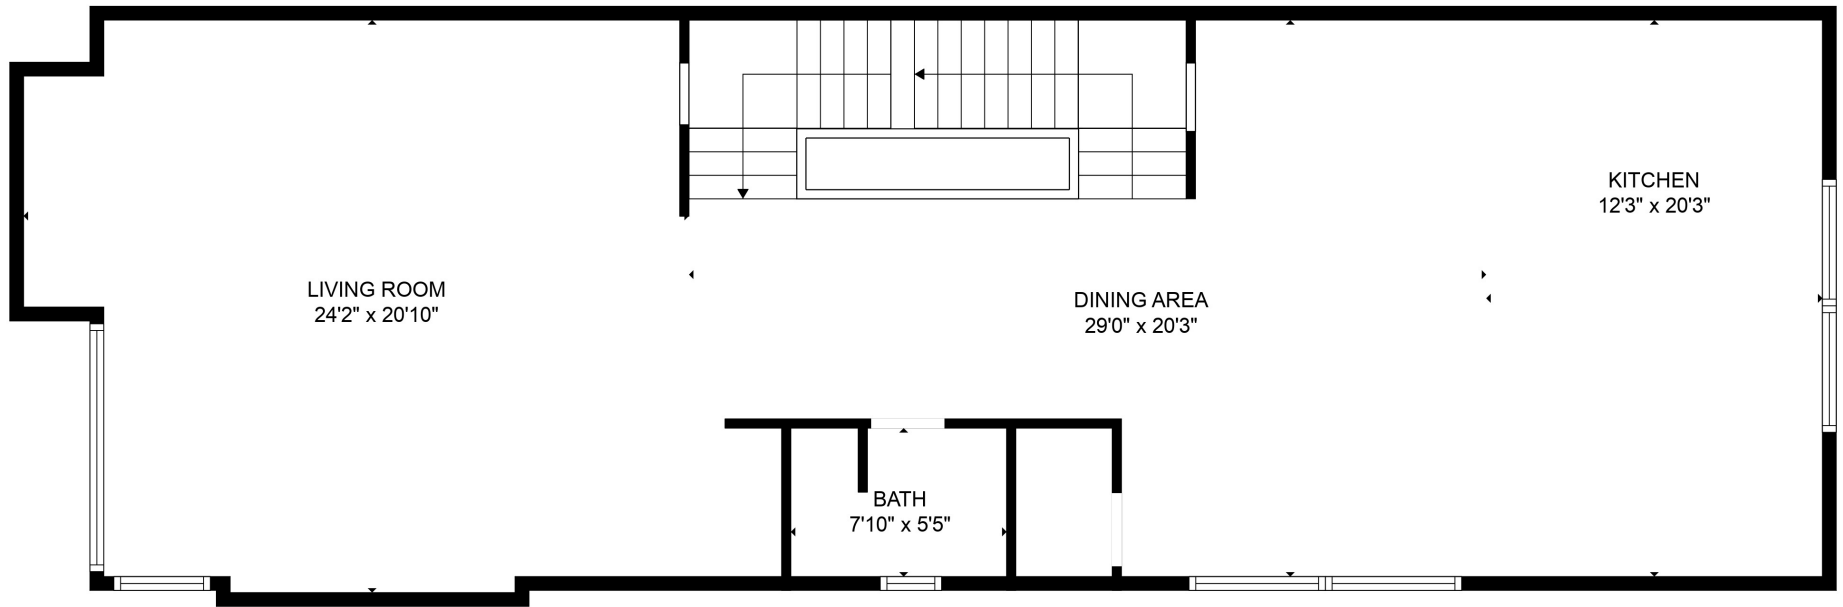 LIVING ROOM
24'2" x 20'10"
DINING AREA
29'0" x 20'3"
KITCHEN
12'3" x 20'3"
BATH
7'10" x 5'5"